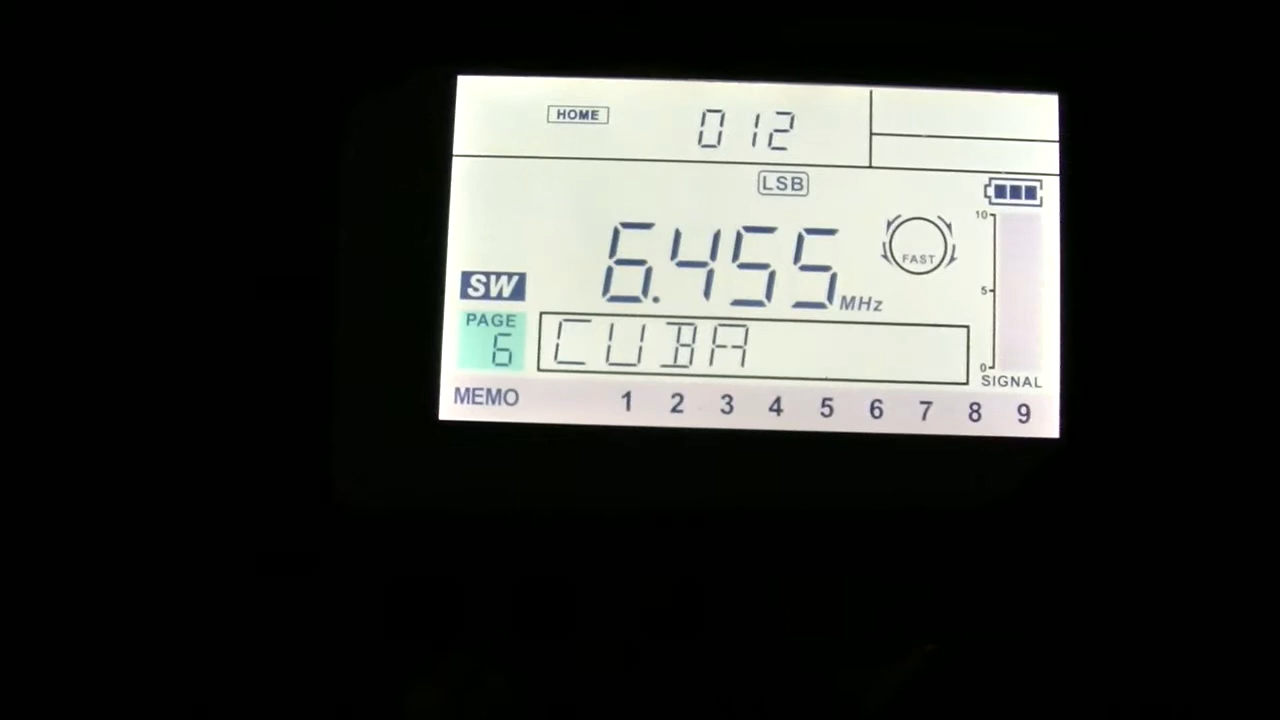 HOME 012
LSB
10
6.455 MHz
FAST
SW
5
PAGE
6
CUBA
0
SIGNAL
MEMO 1 2 3 4 5 6 7 8 9